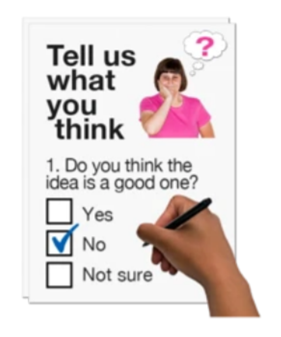 ?
Tell us
what
you
think
1. Do you think the
idea is a good one?
Yes
No
Not sure